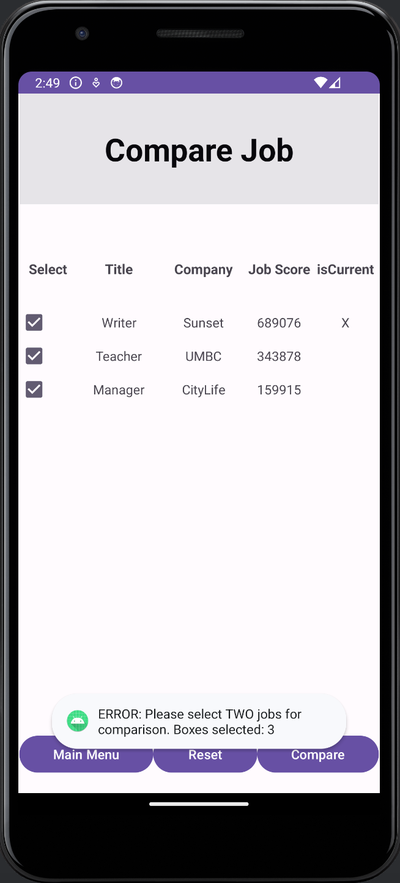 2:49
Compare Job
Select Title Company Job Score isCurrent
Writer Sunset 689076 X
Teacher UMBC 343878
Manager CityLife 159915
ERROR: Please select TWO jobs for
comparison. Boxes selected: 3
Main Menu Reset Compare